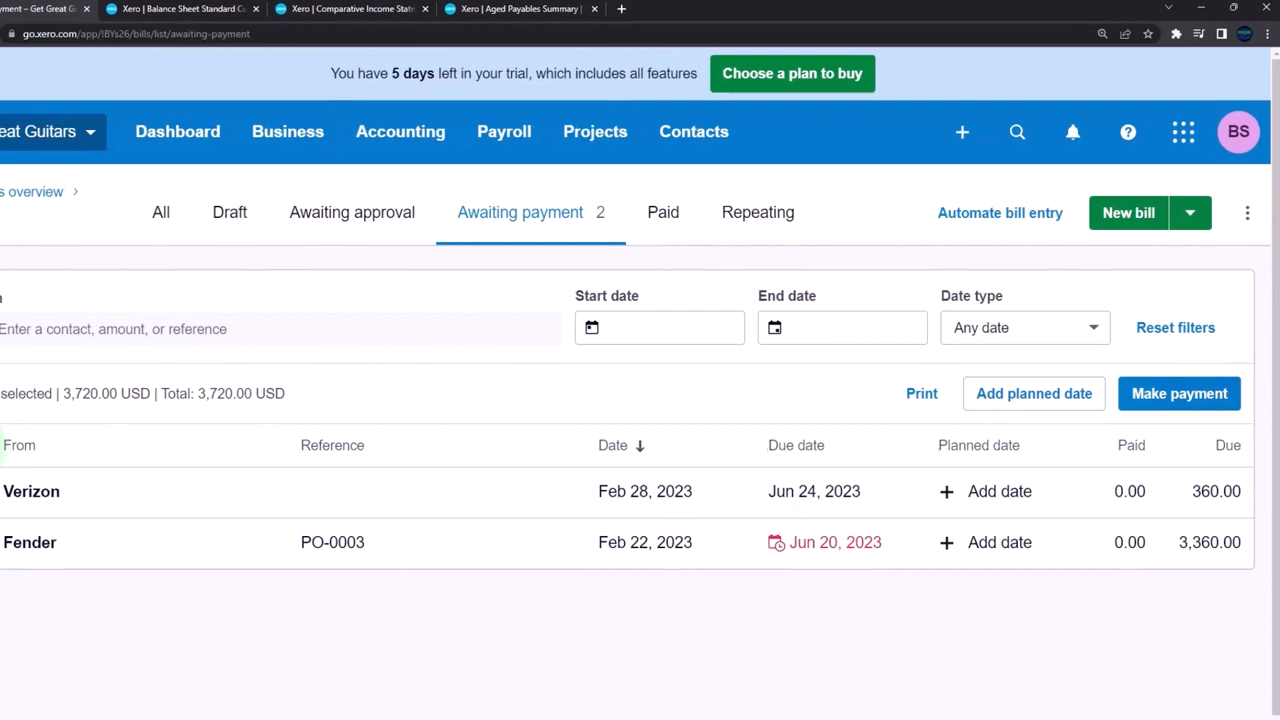 yment – Get Great G
Xero | Balance Sheet Standard Cu
Xero | Comparative Income State
Xero | Aged Payables Summary |
go.xero.com/app/!BYs26/bills/list/awaiting-payment
You have 5 days left in your trial, which includes all features
Choose a plan to buy
eat Guitars
Dashboard
Business
Accounting
Payroll
Projects
Contacts
BS
s overview
All
Draft
Awaiting approval
Awaiting payment 2
Paid
Repeating
Automate bill entry
New bill
Start date
End date
Date type
Enter a contact, amount, or reference
Any date
Reset filters
selected | 3,720.00 USD | Total: 3,720.00 USD
Print
Add planned date
Make payment
From Reference Date Due date Planned date Paid Due
Verizon Feb 28, 2023 Jun 24, 2023 Add date 0.00 360.00
Fender PO-0003 Feb 22, 2023 Jun 20, 2023 Add date 0.00 3,360.00